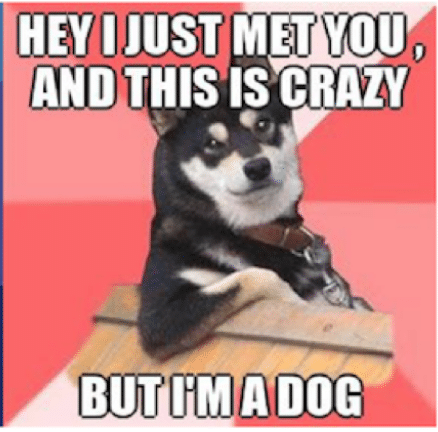 HEY I JUST MET YOU,
AND THIS IS CRAZY
BUT I'M A DOG